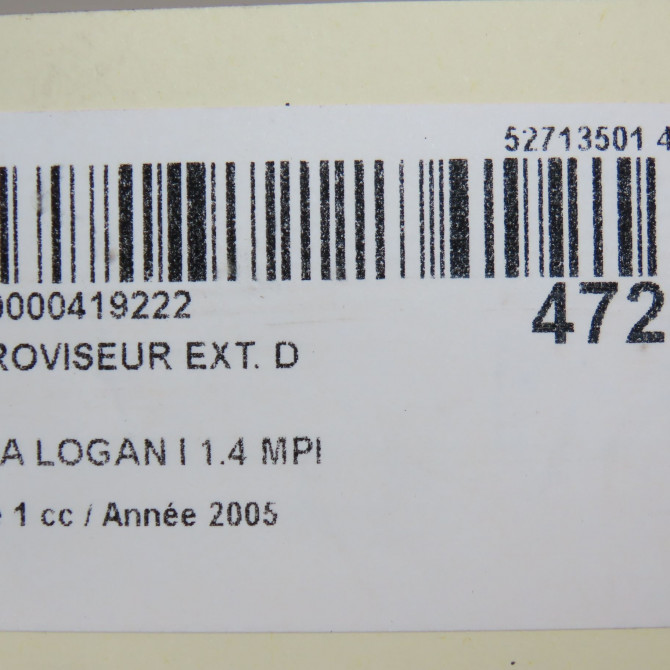 52713501 4
0000419222
472
ROVISEUR EXT. D
A LOGAN I 1.4 MPI
1 cc / Année 2005